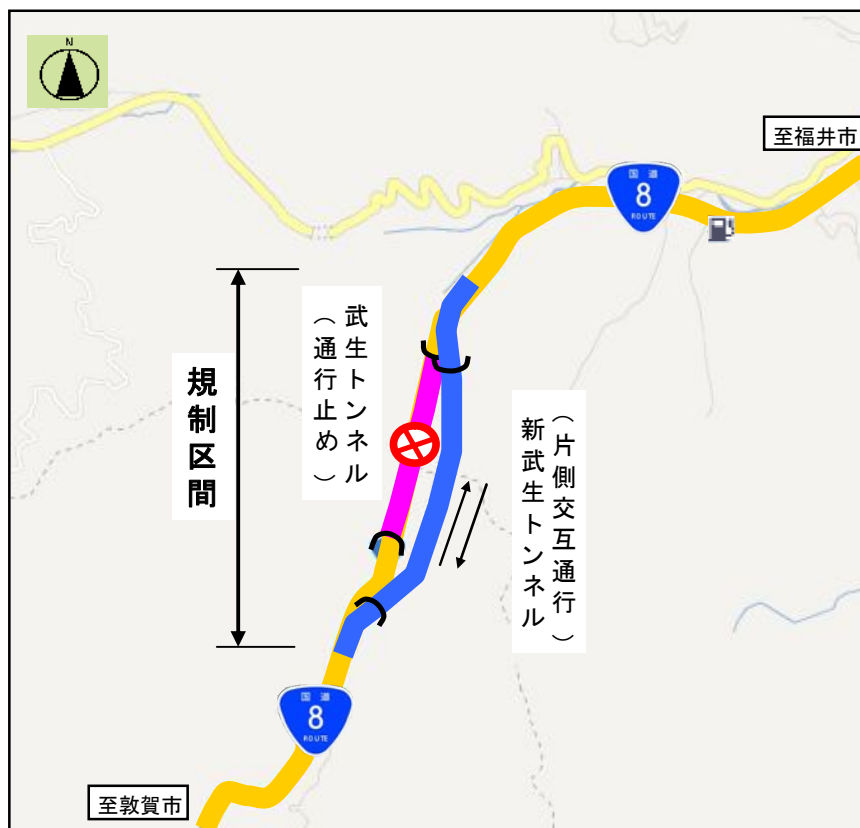 N
至福井市
国道
8
ROUTE
規制区間
武生トンネル
（通行止め）
（片側交互通行）
新武生トンネル
国道
8
ROUTE
至敦賀市